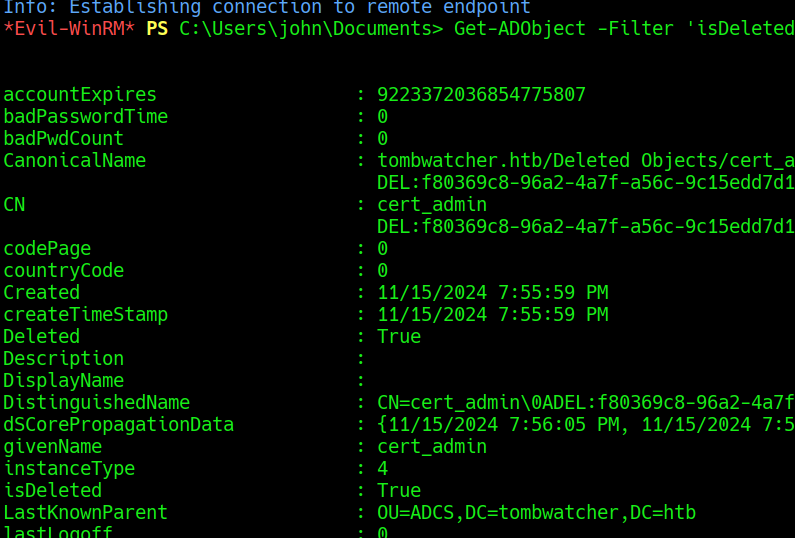 Info: Establishing connection to remote endpoint
*Evil-WinRM* PS C:\Users\john\Documents> Get-ADObject -Filter 'isDeleted
accountExpires : 9223372036854775807
badPasswordTime : 0
badPwdCount : 0
CanonicalName : tombwatcher.htb/Deleted Objects/cert_a
DEL:f80369c8-96a2-4a7f-a56c-9c15edd7d1
CN : cert_admin
DEL:f80369c8-96a2-4a7f-a56c-9c15edd7d1
codePage : 0
countryCode : 0
Created : 11/15/2024 7:55:59 PM
createTimeStamp : 11/15/2024 7:55:59 PM
Deleted : True
Description :
DisplayName :
DistinguishedName : CN=cert_admin\0ADEL:f80369c8-96a2-4a7f
dSCorePropagationData : {11/15/2024 7:56:05 PM, 11/15/2024 7:5
givenName : cert_admin
instanceType : 4
isDeleted : True
LastKnownParent : OU=ADCS,DC=tombwatcher,DC=htb
lastLogoff : 0